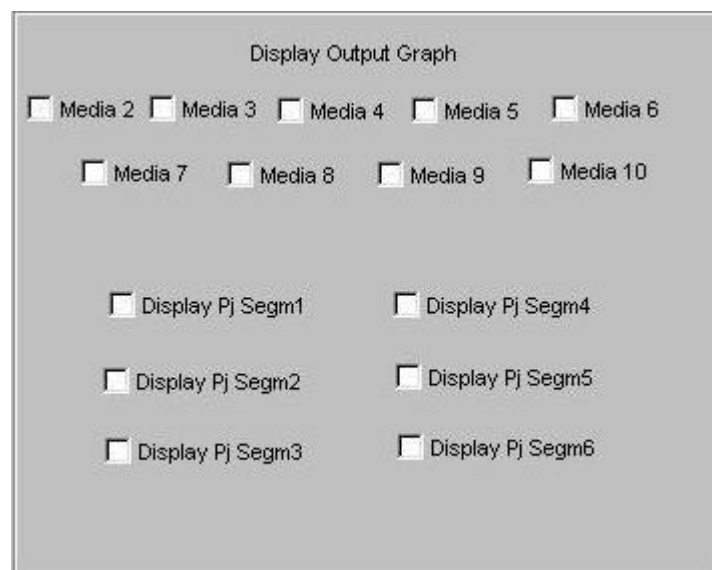 Display Output Graph
Media 2 Media 3 Media 4 Media 5 Media 6
Media 7 Media 8 Media 9 Media 10
Display Pj Segm1 Display Pj Segm4
Display Pj Segm2 Display Pj Segm5
Display Pj Segm3 Display Pj Segm6